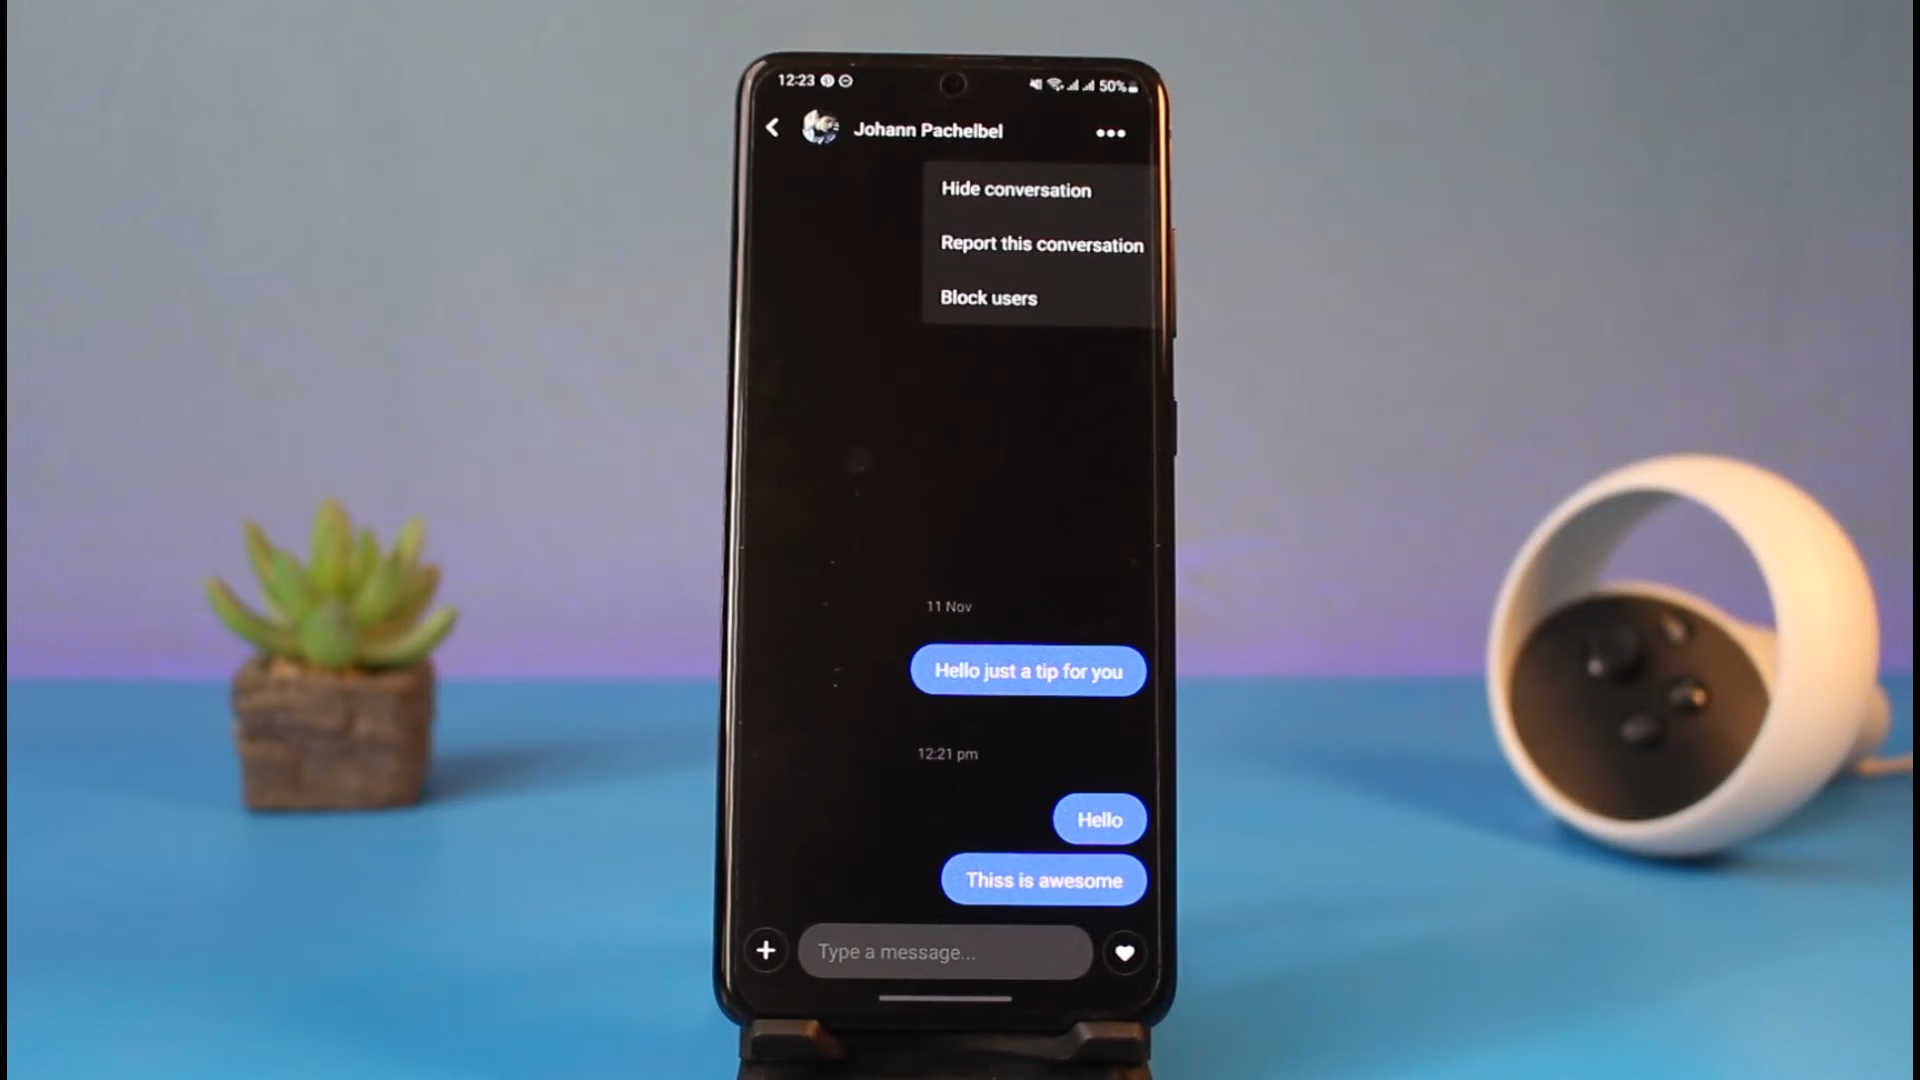 12:23
50%
Johann Pachelbel
Hide conversation
Report this conversation
Block users
11 Nov
Hello just a tip for you
12:21 pm
Hello
Thiss is awesome
Type a message...